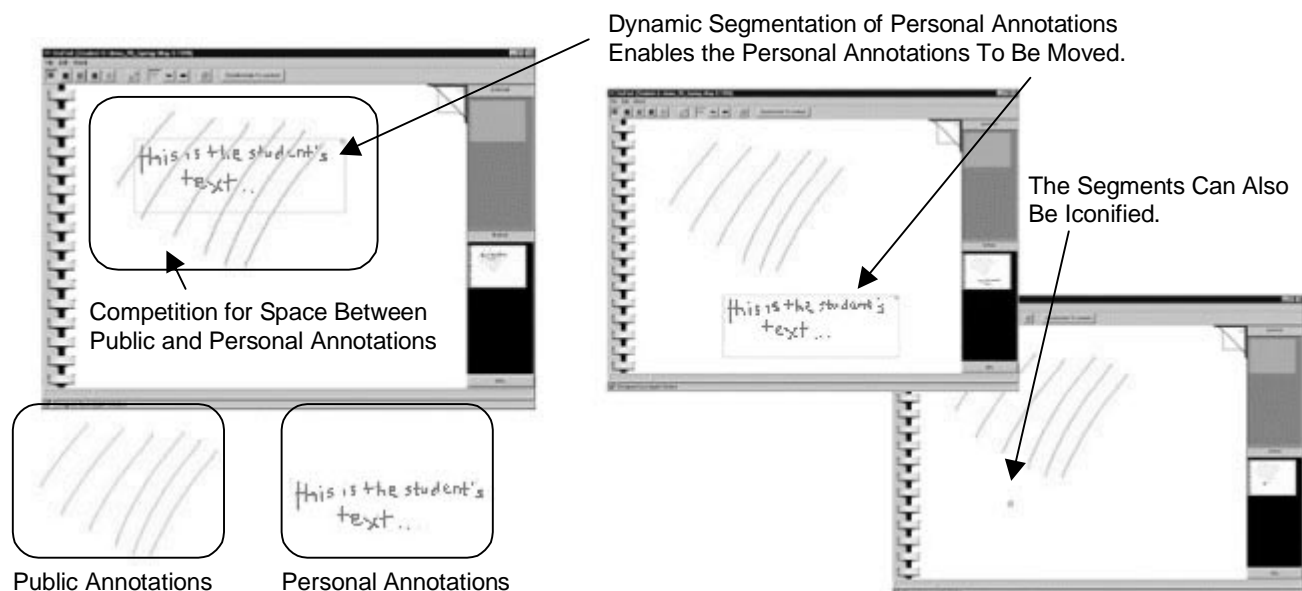 Dynamic Segmentation of Personal Annotations
Enables the Personal Annotations To Be Moved.
this is the student's
text..
Competition for Space Between
Public and Personal Annotations
The Segments Can Also
Be Iconified.
this is the student's
text...
this is the student's
text...
Public Annotations
Personal Annotations